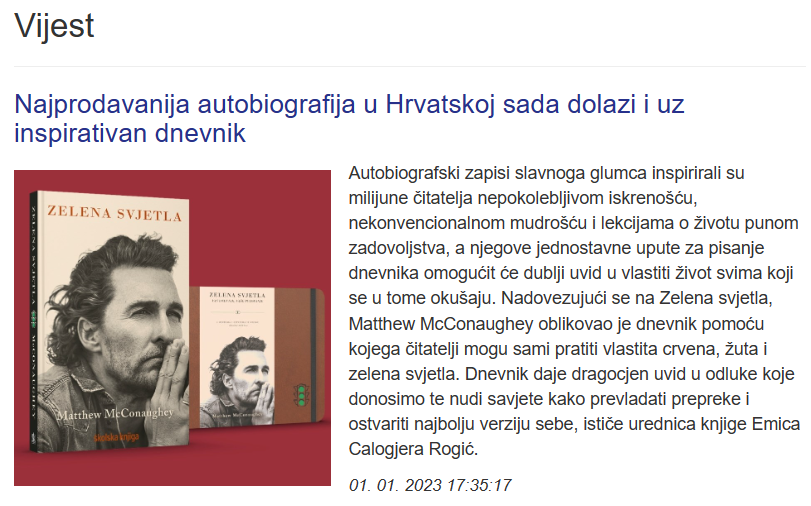 Vijest
Najprodavanija autobiografija u Hrvatskoj sada dolazi i uz
inspirativan dnevnik
ZELENA SVJETLA
ZELENA SVJETLA
McCONAUGHEY
Matthew McConaughey
školska knjiga
ZELENA SVJETLA
Matthew McConaughey
Autobiografski zapisi slavnoga glumca inspirirali su
milijune čitatelja nepokolebljivom iskrenošću,
nekonvencionalnom mudrošću i lekcijama o životu punom
zadovoljstva, a njegove jednostavne upute za pisanje
dnevnika omogućit će dublji uvid u vlastiti život svima koji
se u tome okušaju. Nadovezujući se na Zelena svjetla,
Matthew McConaughey oblikovao je dnevnik pomoću
kojega čitatelji mogu sami pratiti vlastita crvena, žuta i
zelena svjetla. Dnevnik daje dragocjen uvid u odluke koje
donosimo te nudi savjete kako prevladati prepreke i
ostvariti najbolju verziju sebe, ističe urednica knjige Emica
Calogjera Rogić.
01. 01. 2023 17:35:17